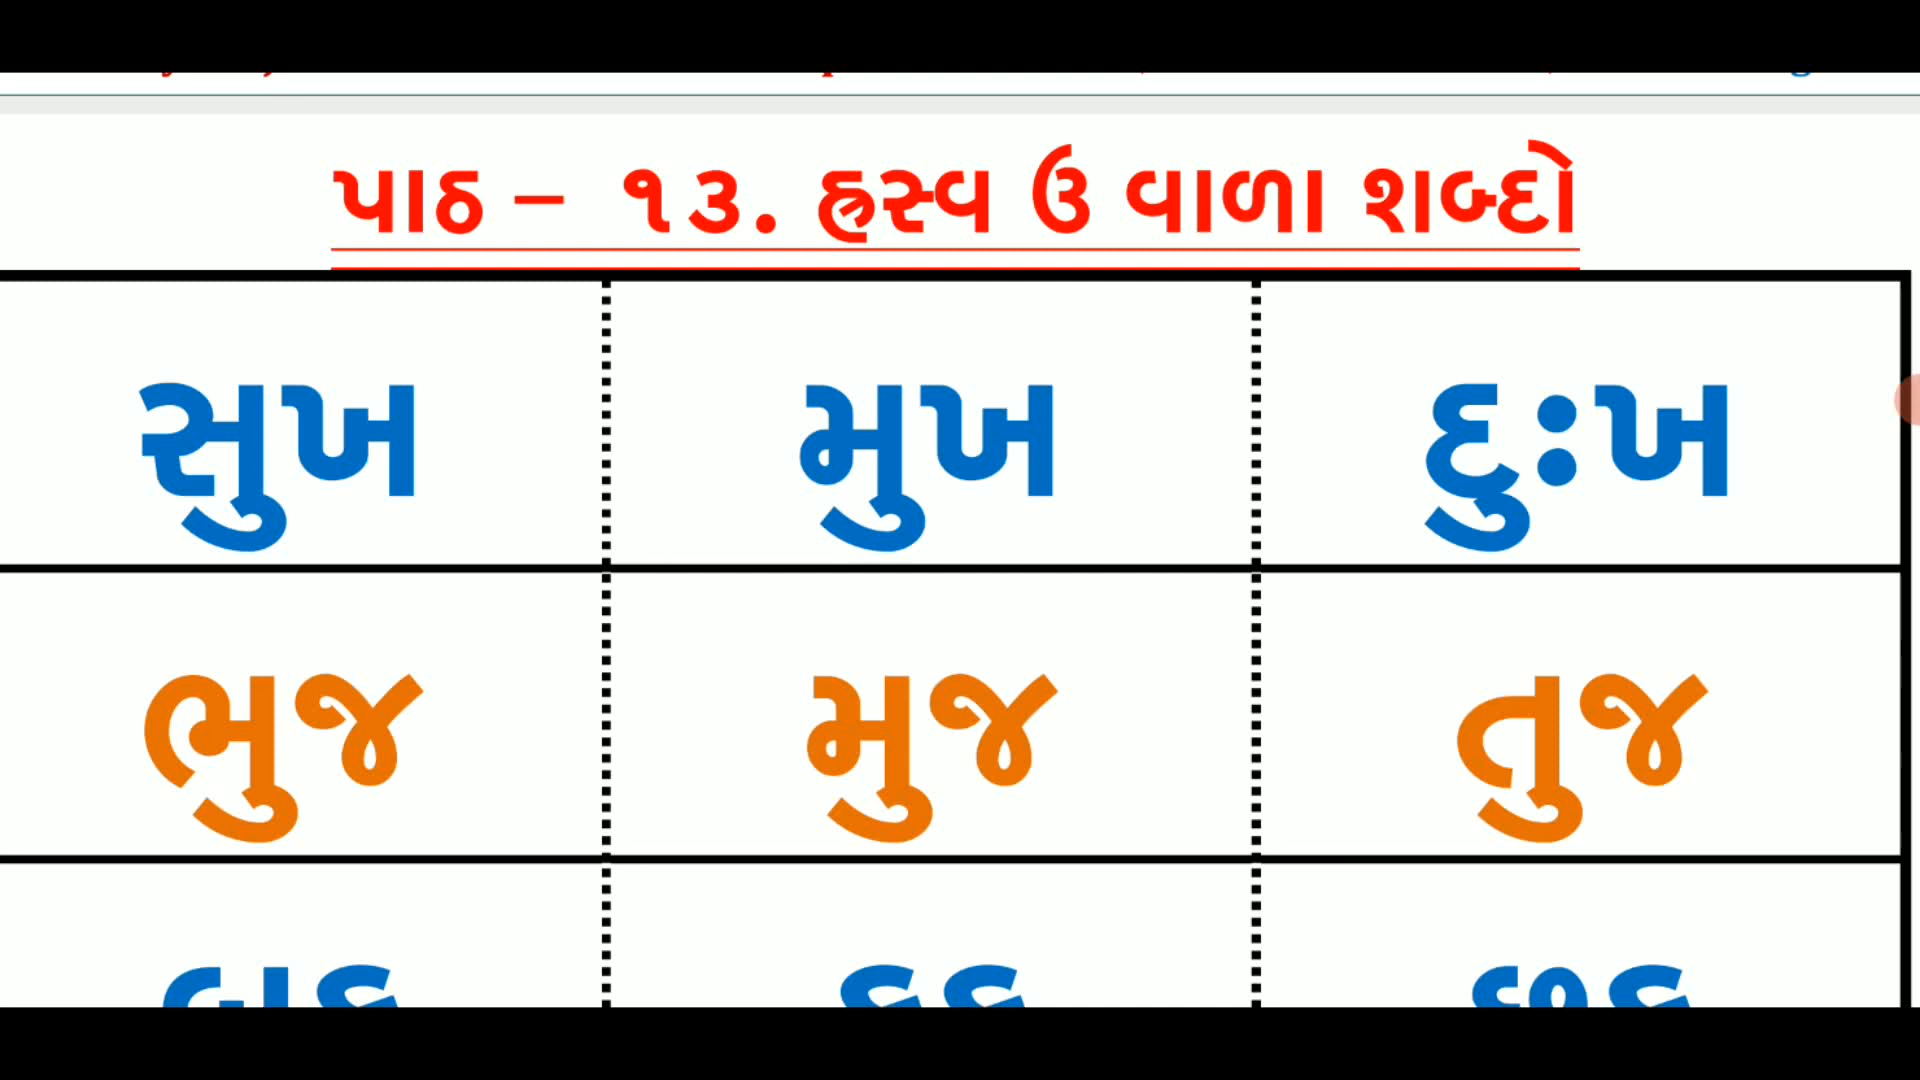 પાઠ – ૧૩. હ્રસ્વ ઉ વાળા શબ્દો
સુખ મુખ દુઃખ
ભુજ મુજ તુજ